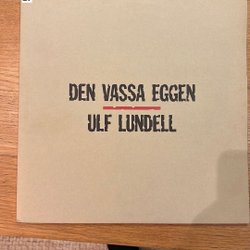 DEN VASSA EGGEN
ULF LUNDELL